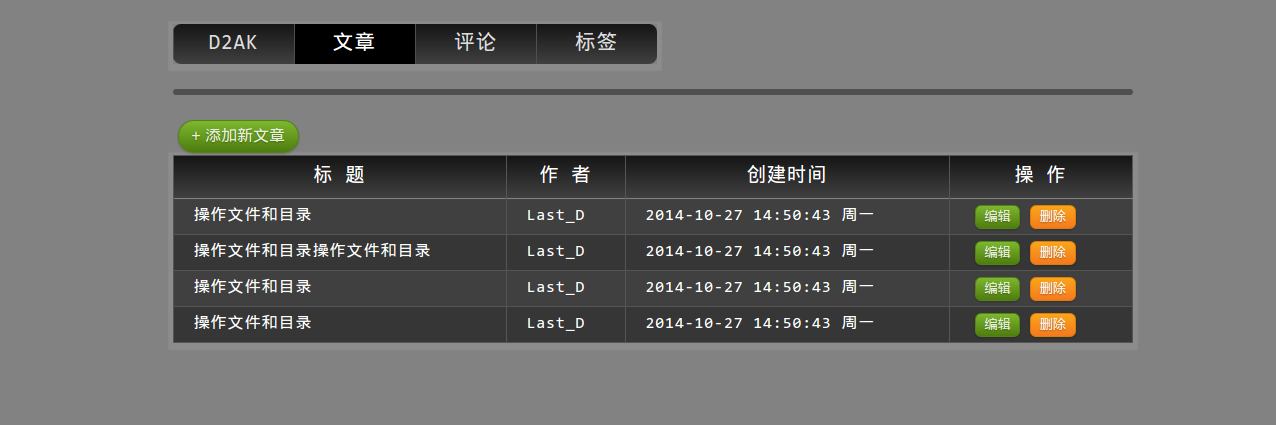 D2AK 文章 评论 标签
+ 添加新文章
标 题 作 者 创建时间 操 作
操作文件和目录 Last_D 2014-10-27 14:50:43 周一 编辑 删除
操作文件和目录操作文件和目录 Last_D 2014-10-27 14:50:43 周一 编辑 删除
操作文件和目录 Last_D 2014-10-27 14:50:43 周一 编辑 删除
操作文件和目录 Last_D 2014-10-27 14:50:43 周一 编辑 删除